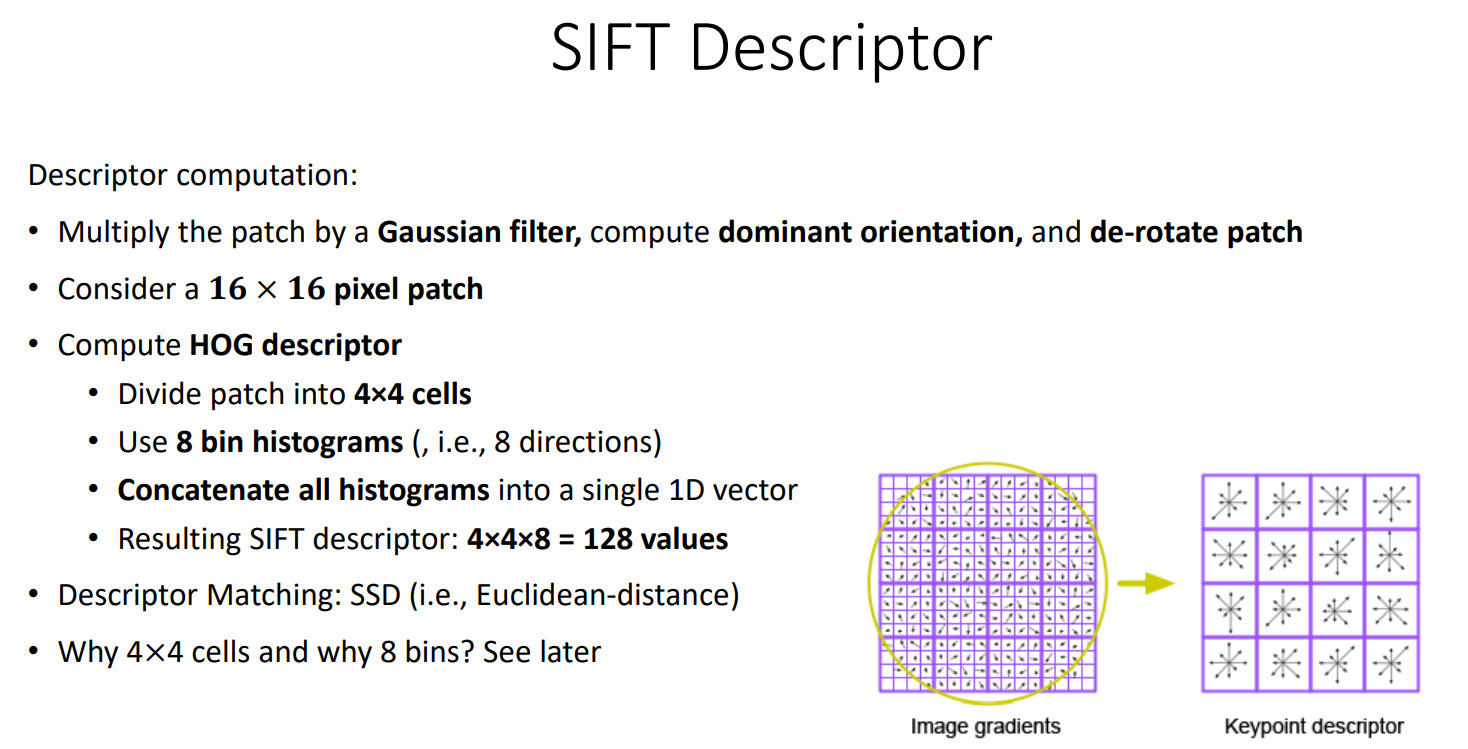 SIFT Descriptor
Descriptor computation:
• Multiply the patch by a Gaussian filter, compute dominant orientation, and de-rotate patch
• Consider a 16 × 16 pixel patch
• Compute HOG descriptor
• Divide patch into 4×4 cells
• Use 8 bin histograms (, i.e., 8 directions)
• Concatenate all histograms into a single 1D vector
• Resulting SIFT descriptor: 4×4×8 = 128 values
• Descriptor Matching: SSD (i.e., Euclidean-distance)
• Why 4×4 cells and why 8 bins? See later
Image gradients
Keypoint descriptor